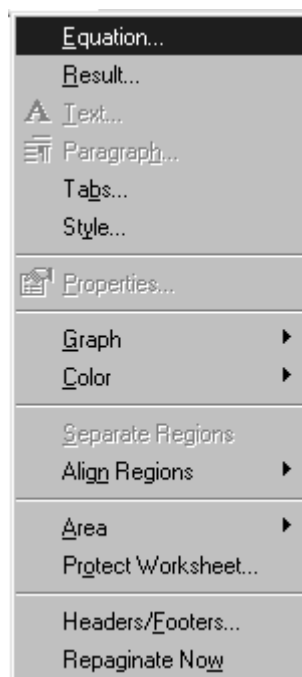 Equation...
Result...
A Text...
Paragraph...
Tabs...
Style...
Properties...
Graph
Color
Separate Regions
Align Regions
Area
Protect Worksheet...
Headers/Footers...
Repaginate Now